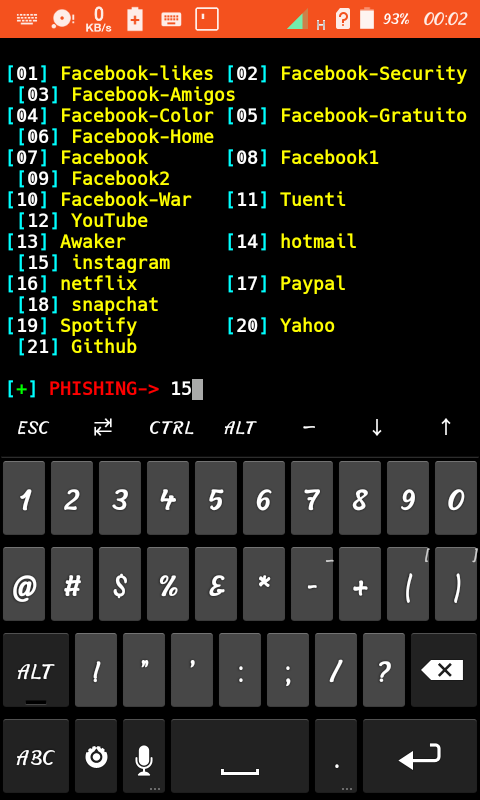 0
KB/s
H
93%
00:02
[01] Facebook-likes [02] Facebook-Security
[03] Facebook-Amigos
[04] Facebook-Color [05] Facebook-Gratuito
[06] Facebook-Home
[07] Facebook [08] Facebook1
[09] Facebook2
[10] Facebook-War [11] Tuenti
[12] YouTube
[13] Awaker [14] hotmail
[15] instagram
[16] netflix [17] Paypal
[18] snapchat
[19] Spotify [20] Yahoo
[21] Github
[+] PHISHING-> 15
ESC ⇄ CTRL ALT – ↓ ↑
1 2 3 4 5 6 7 8 9 0
_ [ ]
@ # $ % & * - + ( )
ALT ! " ' : ; / ?
ABC .